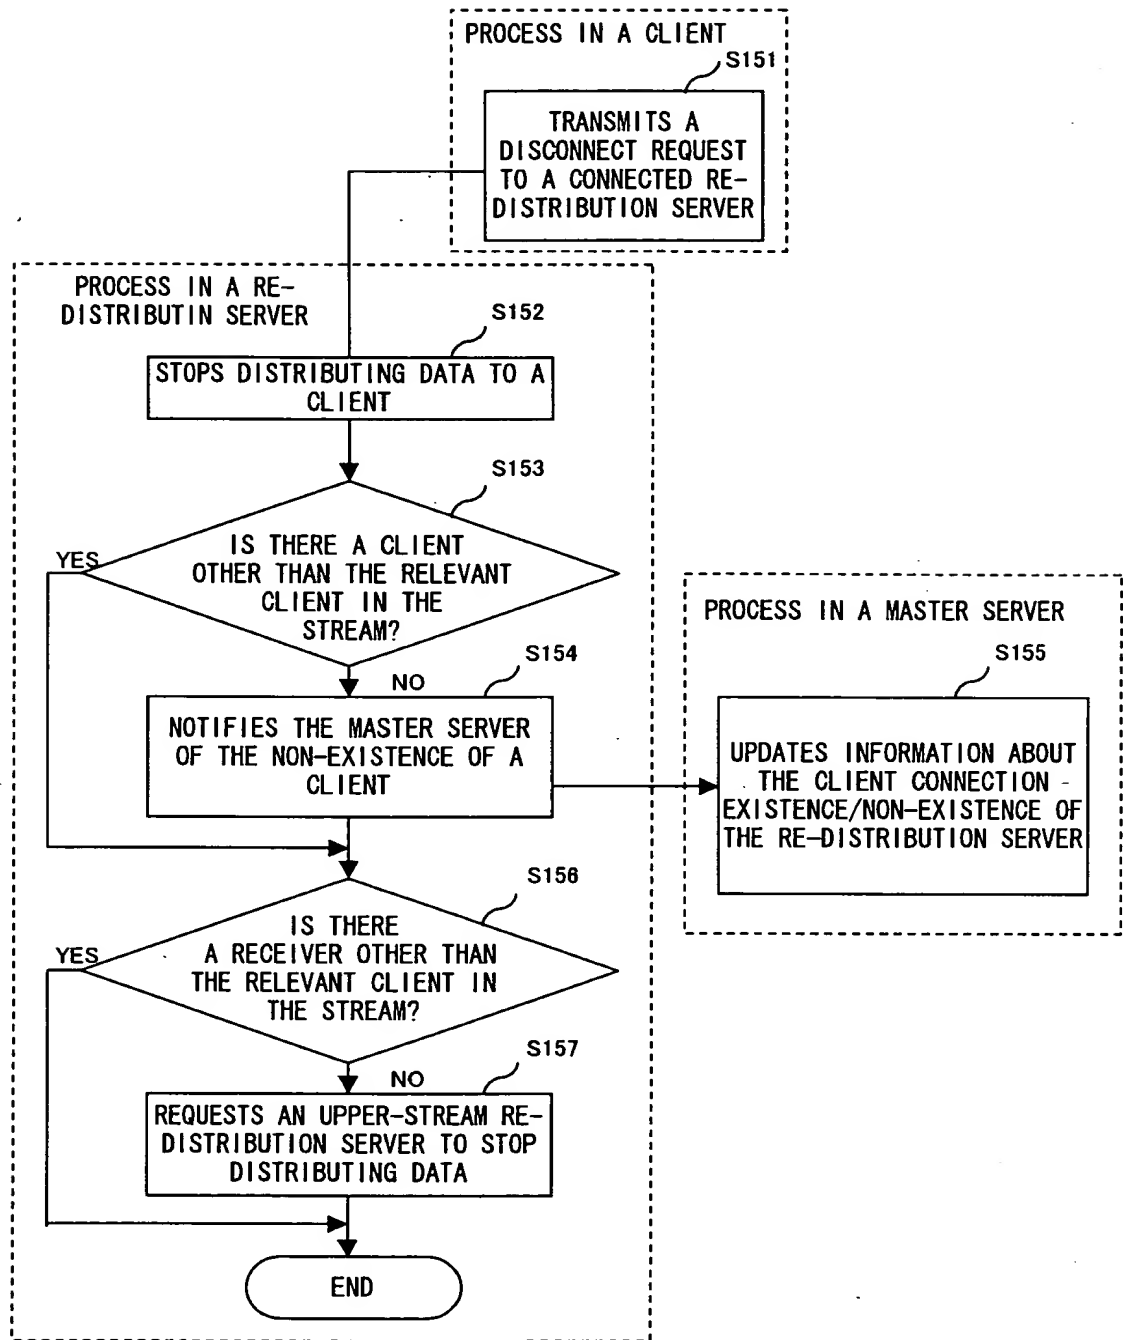 PROCESS IN A CLIENT
S151
TRANSMITS A
DISCONNECT REQUEST
TO A CONNECTED RE-
DISTRIBUTION SERVER
PROCESS IN A RE-
DISTRIBUTIN SERVER
S152
STOPS DISTRIBUTING DATA TO A
CLIENT
S153
IS THERE A CLIENT
OTHER THAN THE RELEVANT
CLIENT IN THE
STREAM?
YES
NO
S154
NOTIFIES THE MASTER SERVER
OF THE NON-EXISTENCE OF A
CLIENT
PROCESS IN A MASTER SERVER
S155
UPDATES INFORMATION ABOUT
THE CLIENT CONNECTION
EXISTENCE/NON-EXISTENCE OF
THE RE-DISTRIBUTION SERVER
S156
IS THERE
A RECEIVER OTHER THAN
THE RELEVANT CLIENT IN
THE STREAM?
YES
NO
S157
REQUESTS AN UPPER-STREAM RE-
DISTRIBUTION SERVER TO STOP
DISTRIBUTING DATA
END